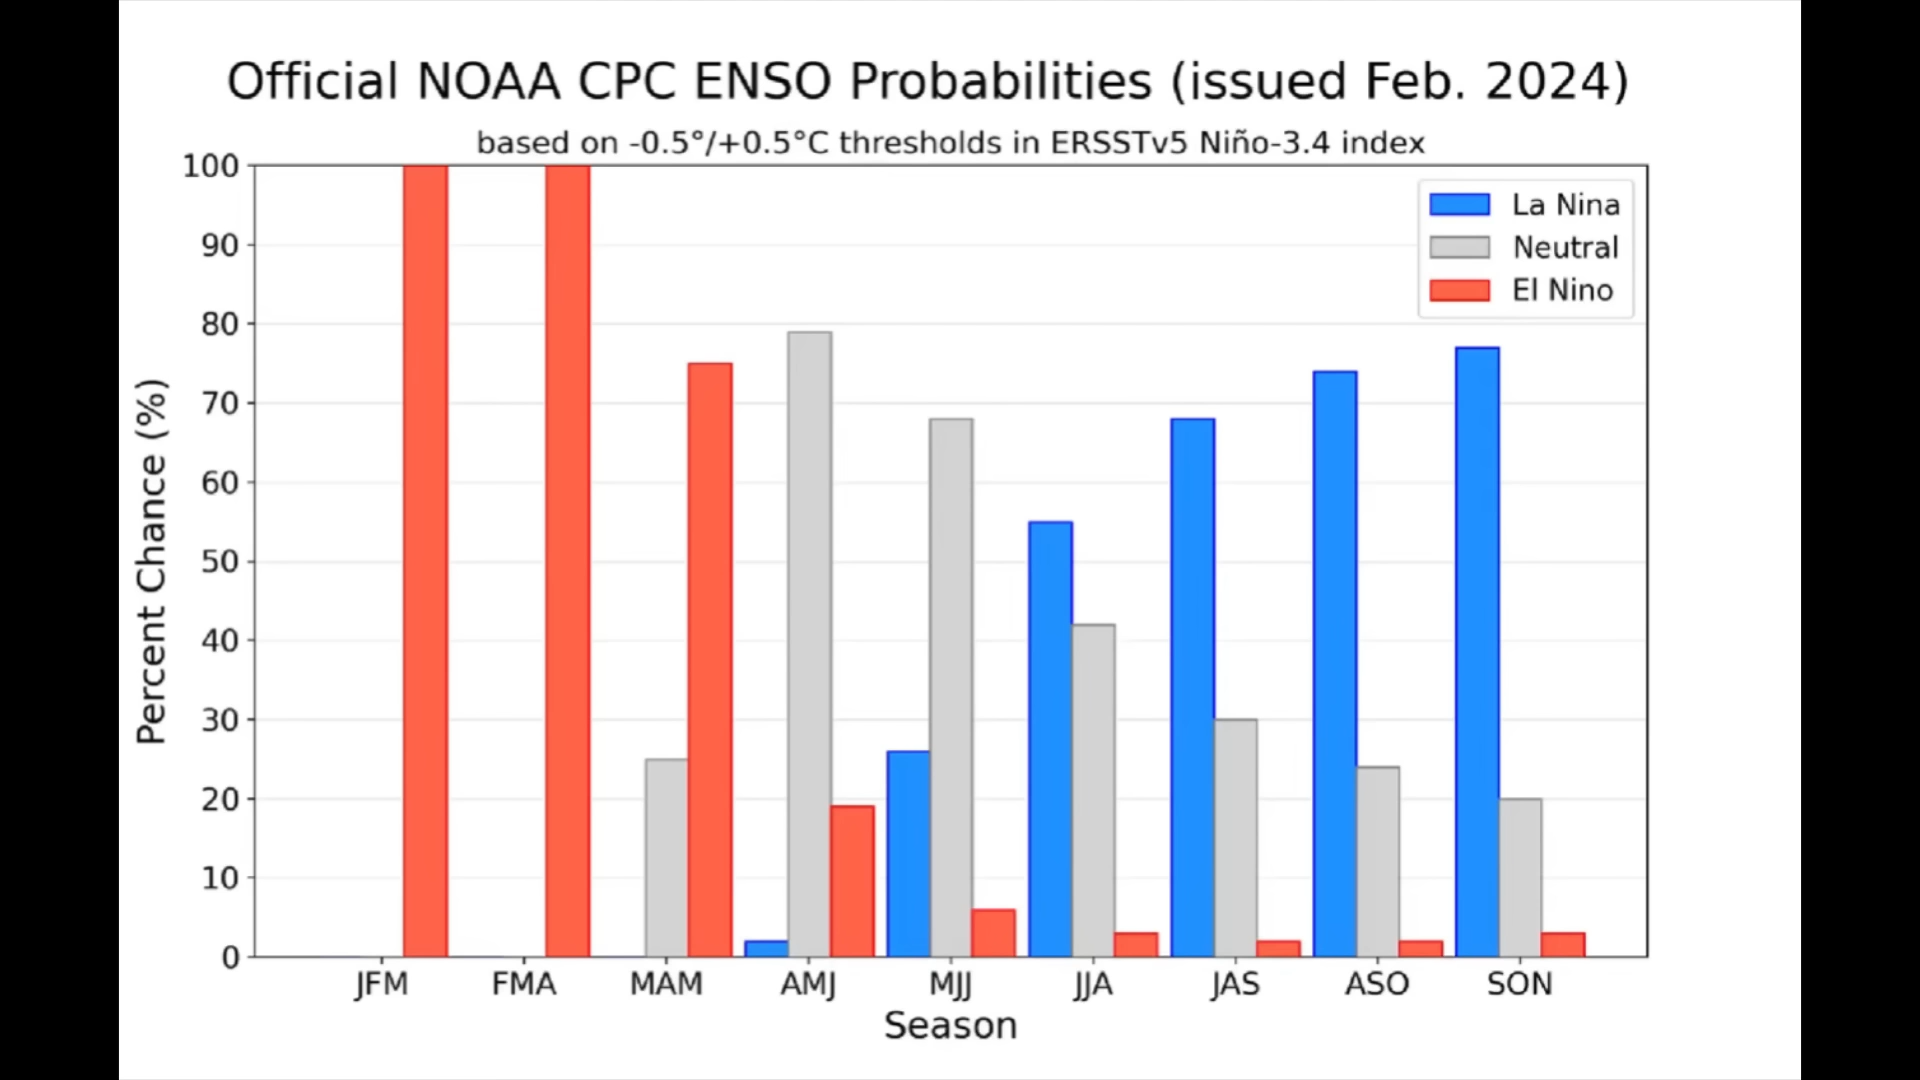 Official NOAA CPC ENSO Probabilities (issued Feb. 2024)
based on -0.5°/+0.5°C thresholds in ERSSTv5 Niño-3.4 index
La Nina
Neutral
El Nino
Percent Chance (%)
100
90
80
70
60
50
40
30
20
10
0
JFM FMA MAM AMJ MJJ JJA JAS ASO SON
Season